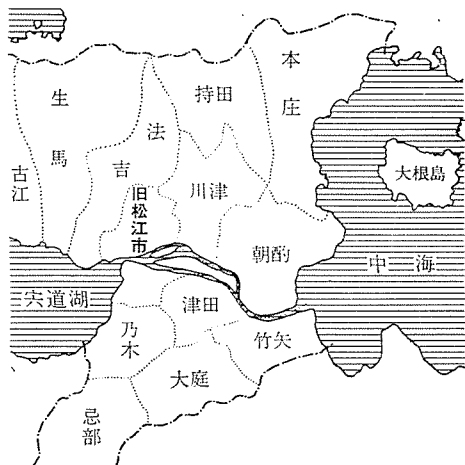 本庄
持田
生馬
法吉
古江
川津
大根島
旧松江市
朝酌
中海
宍道湖
津田
乃木
竹矢
大庭
忌部